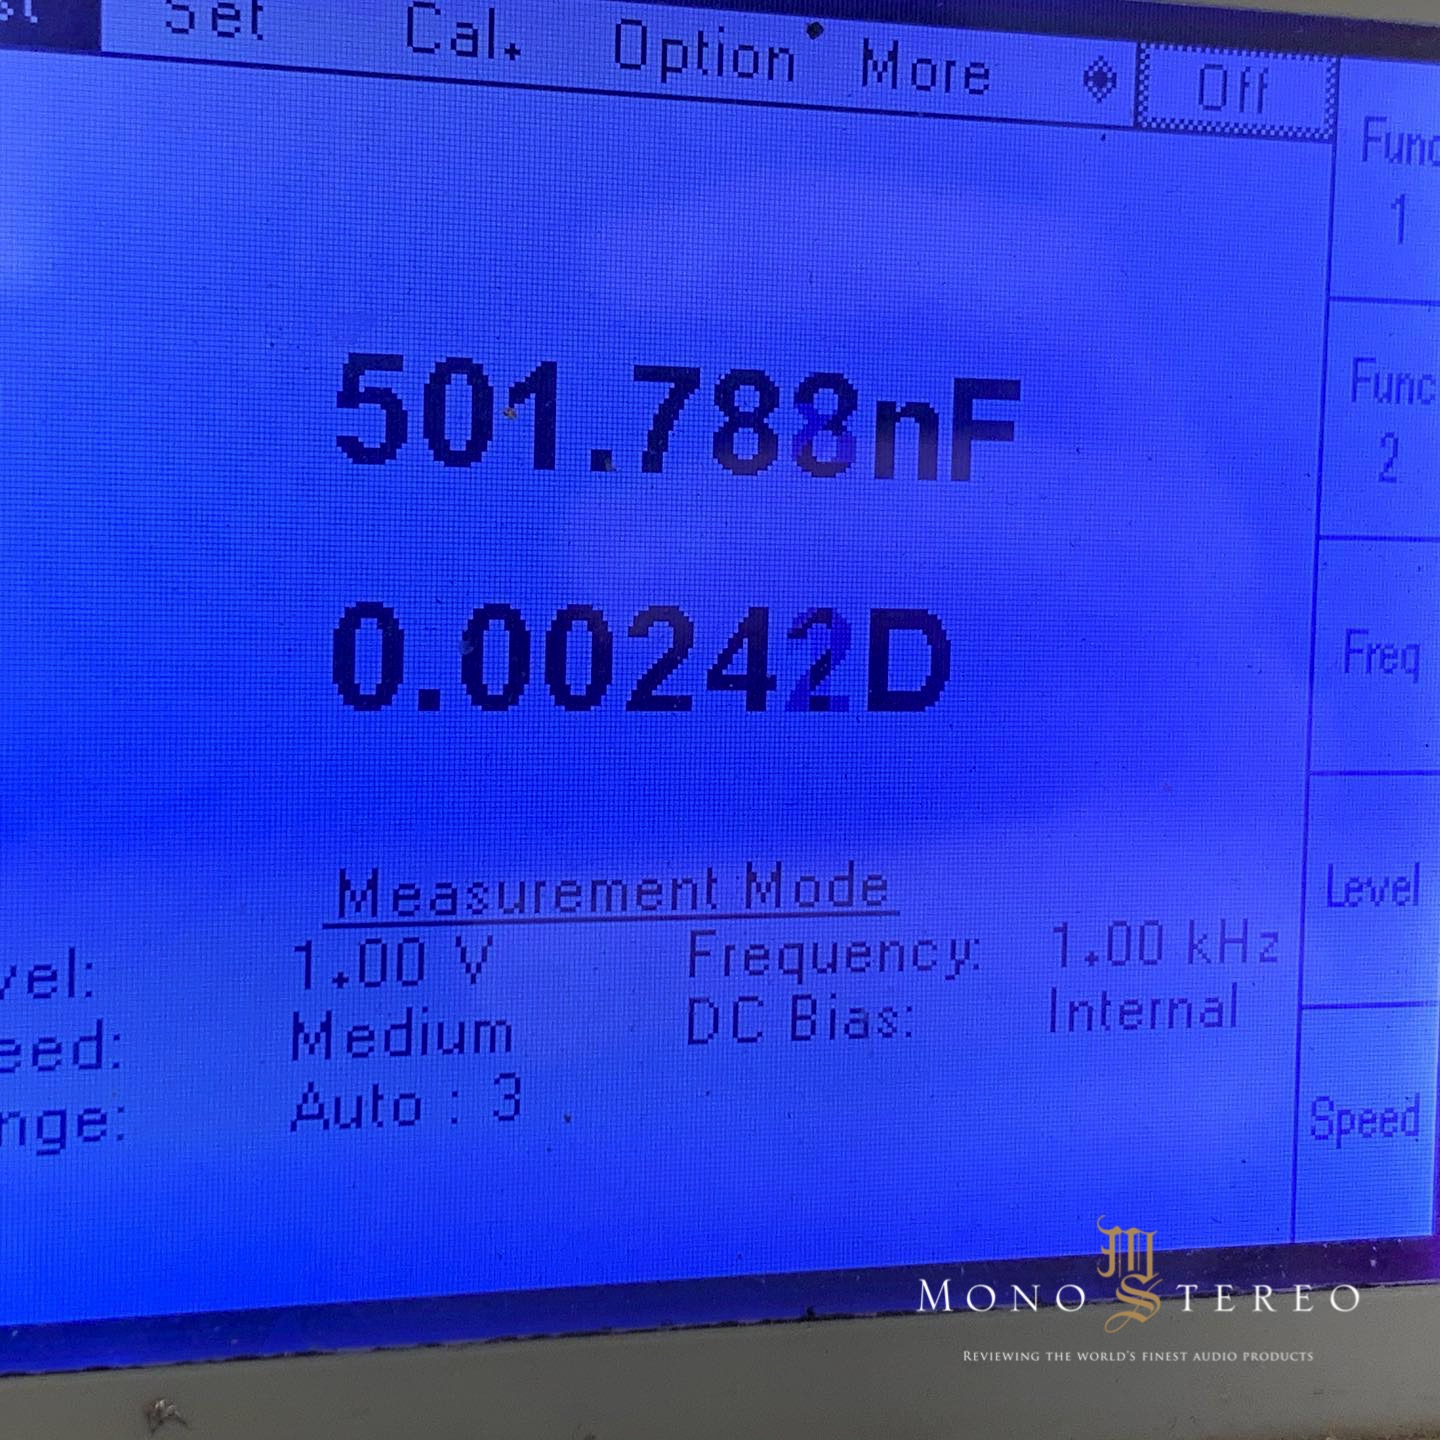 Set Cal. Option More Off
Func
1
501.788nF
Func
2
0.00242D
Freq
Measurement Mode
Level
vel: 1.00 V Frequency: 1.00 kHz
eed: Medium DC Bias: Internal
nge: Auto : 3
Speed
MONO STEREO
REVIEWING THE WORLD'S FINEST AUDIO PRODUCTS